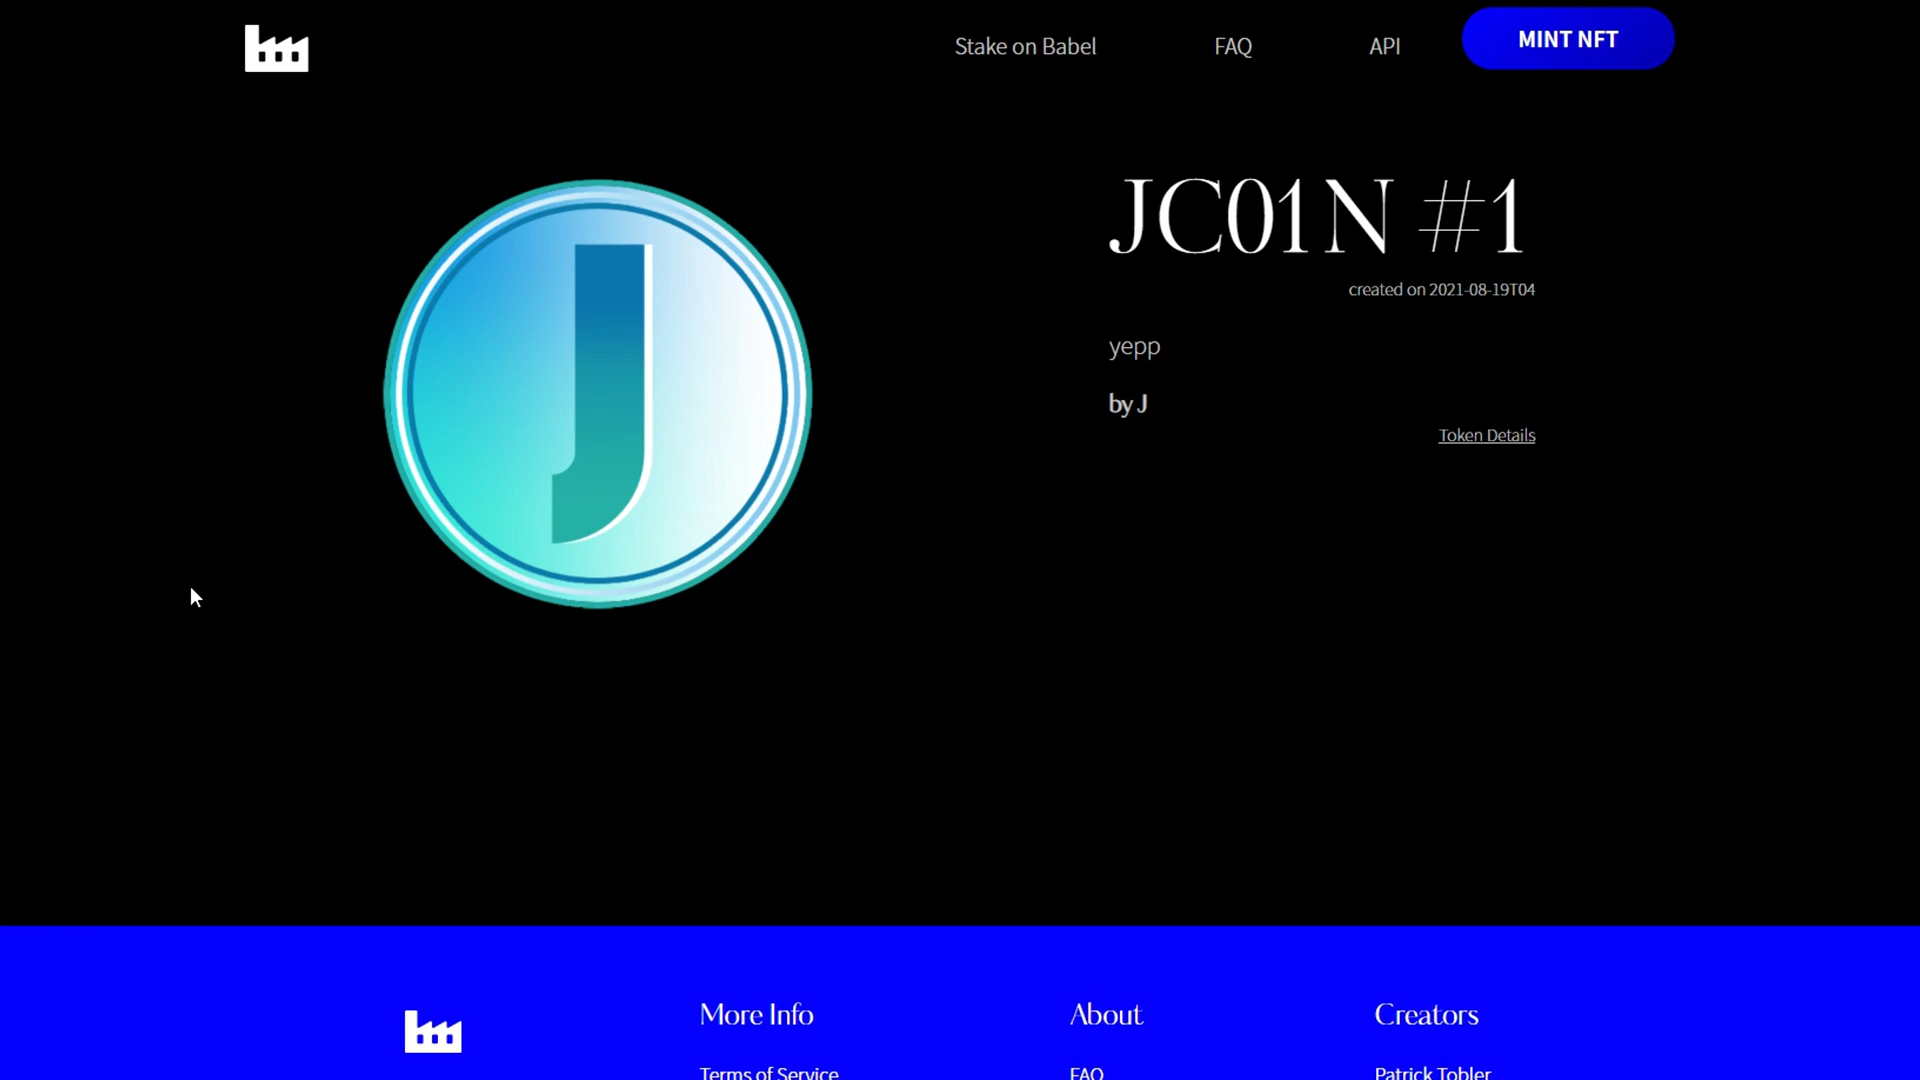 Stake on Babel
FAQ
API
MINT NFT
J
JC01N #1
created on 2021-08-19T04
yepp
by J
Token Details
More Info
About
Creators
Terms of Service
FAQ
Patrick Tobler